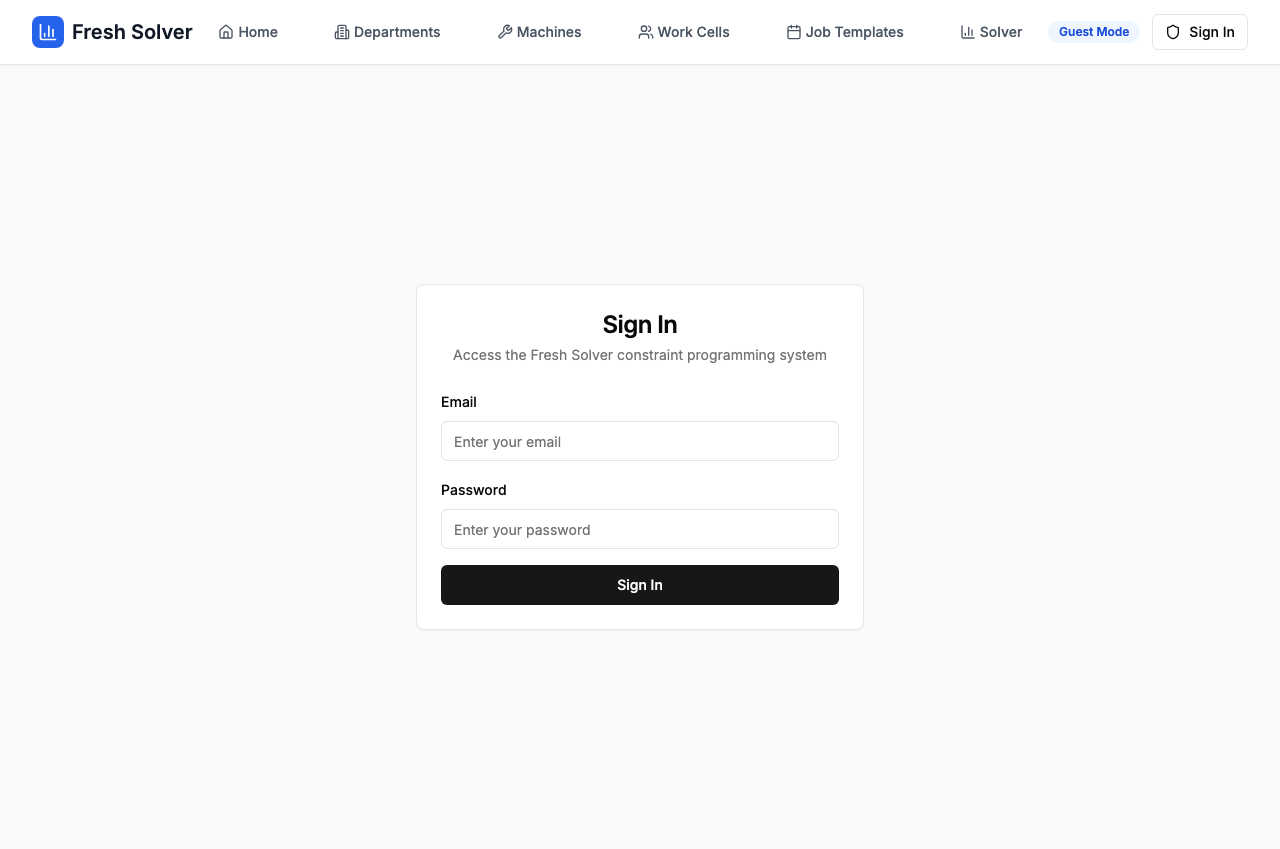 Fresh Solver Home Departments Machines Work Cells Job Templates Solver Guest Mode Sign In
Sign In
Access the Fresh Solver constraint programming system
Email
Enter your email
Password
Enter your password
Sign In